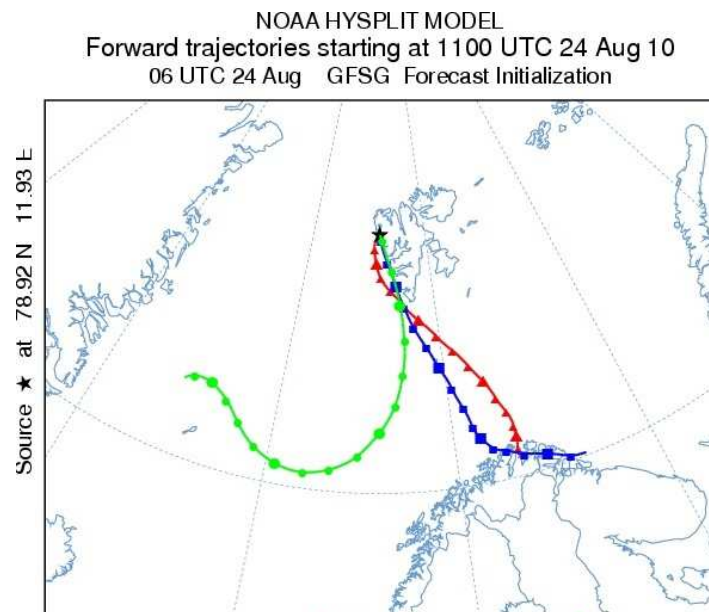 NOAA HYSPLIT MODEL
Forward trajectories starting at 1100 UTC 24 Aug 10
06 UTC 24 Aug GFSG Forecast Initialization
Source ★ at 78.92 N 11.93 E